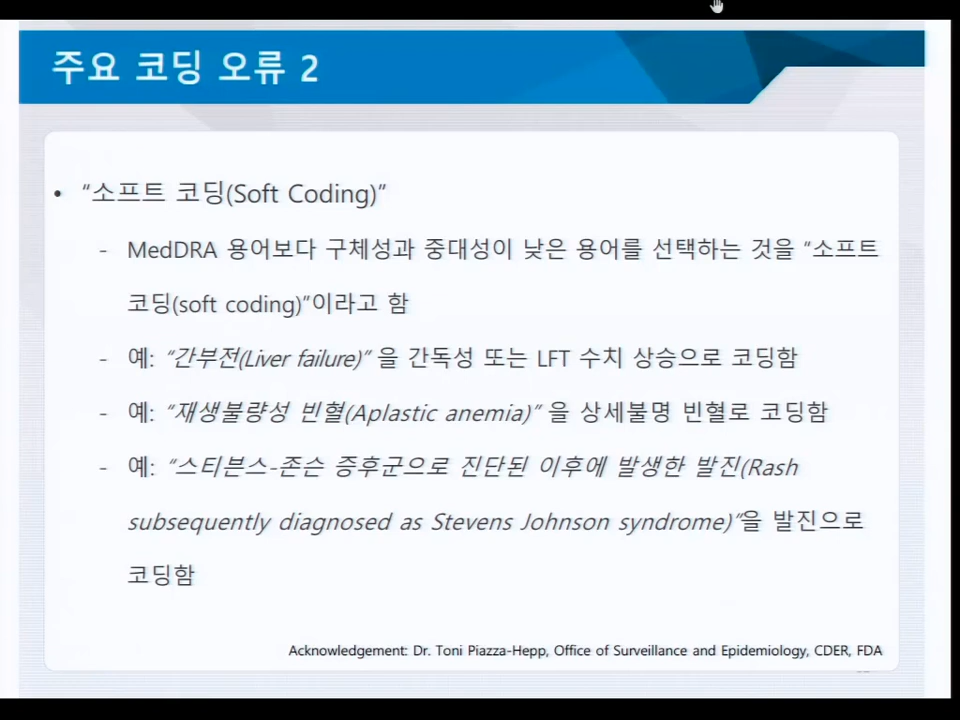 주요 코딩 오류 2
• “소프트 코딩(Soft Coding)”
- MedDRA 용어보다 구체성과 중대성이 낮은 용어를 선택하는 것을 “소프트
코딩(soft coding)”이라고 함
- 예: “간부전(Liver failure)” 을 간독성 또는 LFT 수치 상승으로 코딩함
- 예: “재생불량성 빈혈(Aplastic anemia)” 을 상세불명 빈혈로 코딩함
- 예: “스티븐스-존슨 증후군으로 진단된 이후에 발생한 발진(Rash
subsequently diagnosed as Stevens Johnson syndrome)”을 발진으로
코딩함
Acknowledgement: Dr. Toni Piazza-Hepp, Office of Surveillance and Epidemiology, CDER, FDA